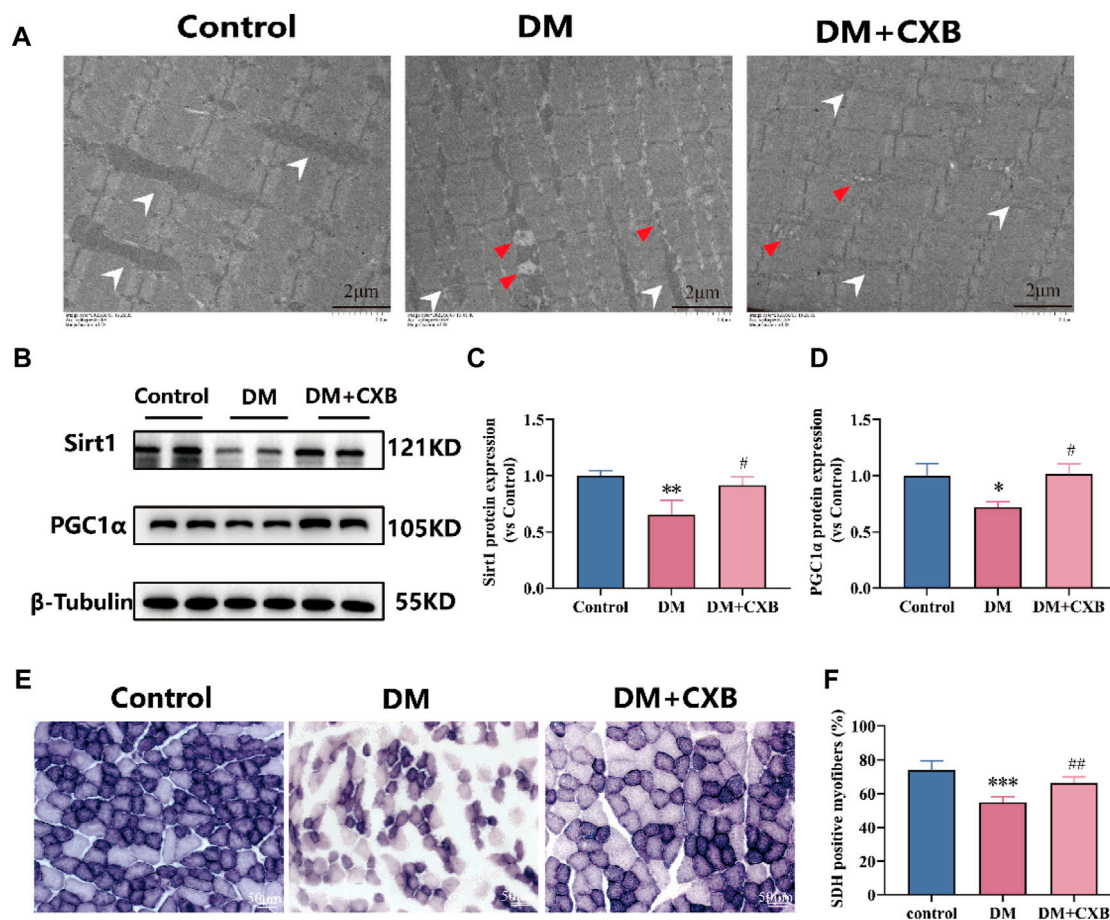 A
Control
DM
DM+CXB
2μm
2μm
2μm
B
Control DM DM+CXB
Sirt1 121KD
PGC1α 105KD
β-Tubulin 55KD
C
Sirt1 protein expression
(vs Control)
1.5
1.0
0.5
0.0
**
#
Control DM DM+CXB
D
PGC1α protein expression
(vs Control)
1.5
1.0
0.5
0.0
*
#
Control DM DM+CXB
E
Control
DM
DM+CXB
50μm
50μm
50μm
F
SDH positive myofibers (%)
100
80
60
40
20
0
***
##
control DM DM+CXB